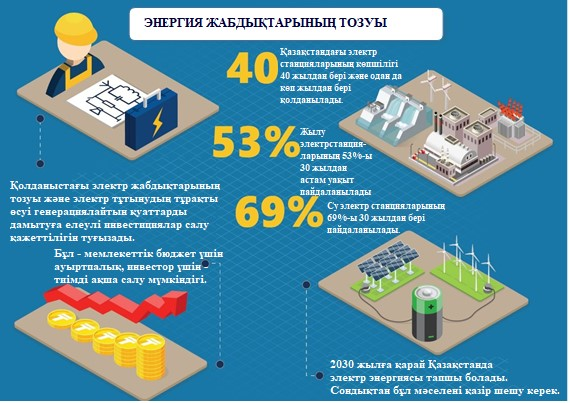 ЭНЕРГИЯ ЖАБДЫҚТАРЫНЫҢ ТОЗУЫ
40
Қазақстандағы электр
станцияларының көпшілігі
40 жылдан бері және одан да
көп жылдан бері
қолданылады.
53%
Жылу
электрстанция-
ларының 53%-ы
30 жылдан
астам уақыт
пайдаланылады
69%
Су электр станцияларының
69%-ы 30 жылдан бері
пайдаланылады.
Қолданыстағы электр жабдықтарының
тозуы және электр тұтынудың тұрақты
өсуі генерациялайтын қуаттарды
дамытуға елеулі инвестициялар салу
қажеттілігін туғызады.
Бұл - мемлекеттік бюджет үшін
ауыртпалық, инвестор үшін -
тиімді ақша салу мүмкіндігі.
2030 жылға қарай Қазақстанда
электр энергиясы тапшы болады.
Сондықтан бұл мәселені қазір шешу керек.